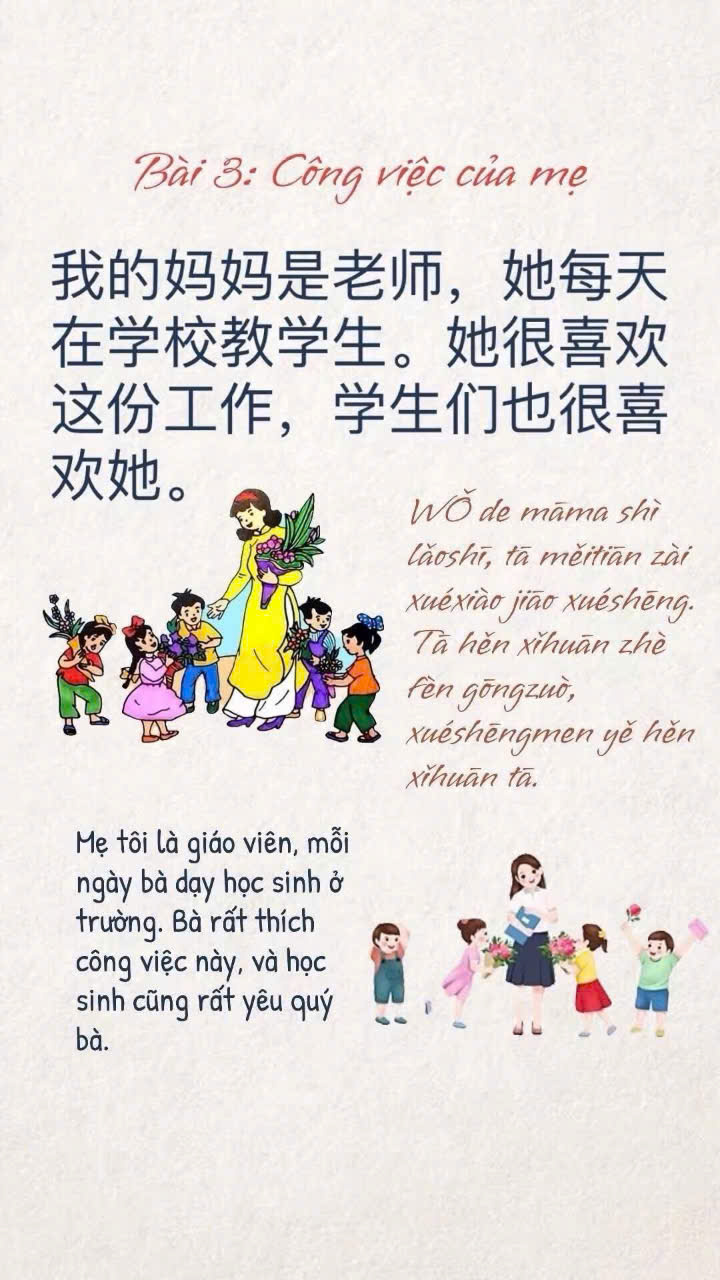 Bài 3: Công việc của mẹ
我的妈妈是老师，她每天
在学校教学生。她很喜欢
这份工作，学生们也很喜
欢她。
WǑ de māma shì
lǎoshī, tā měitiān zài
xuéxiào jiāo xuéshēng.
Tā hěn xǐhuān zhè
fèn gōngzuò,
xuéshēngmen yě hěn
xǐhuān tā.
Mẹ tôi là giáo viên, mỗi
ngày bà dạy học sinh ở
trường. Bà rất thích
công việc này, và học
sinh cũng rất yêu quý
bà.